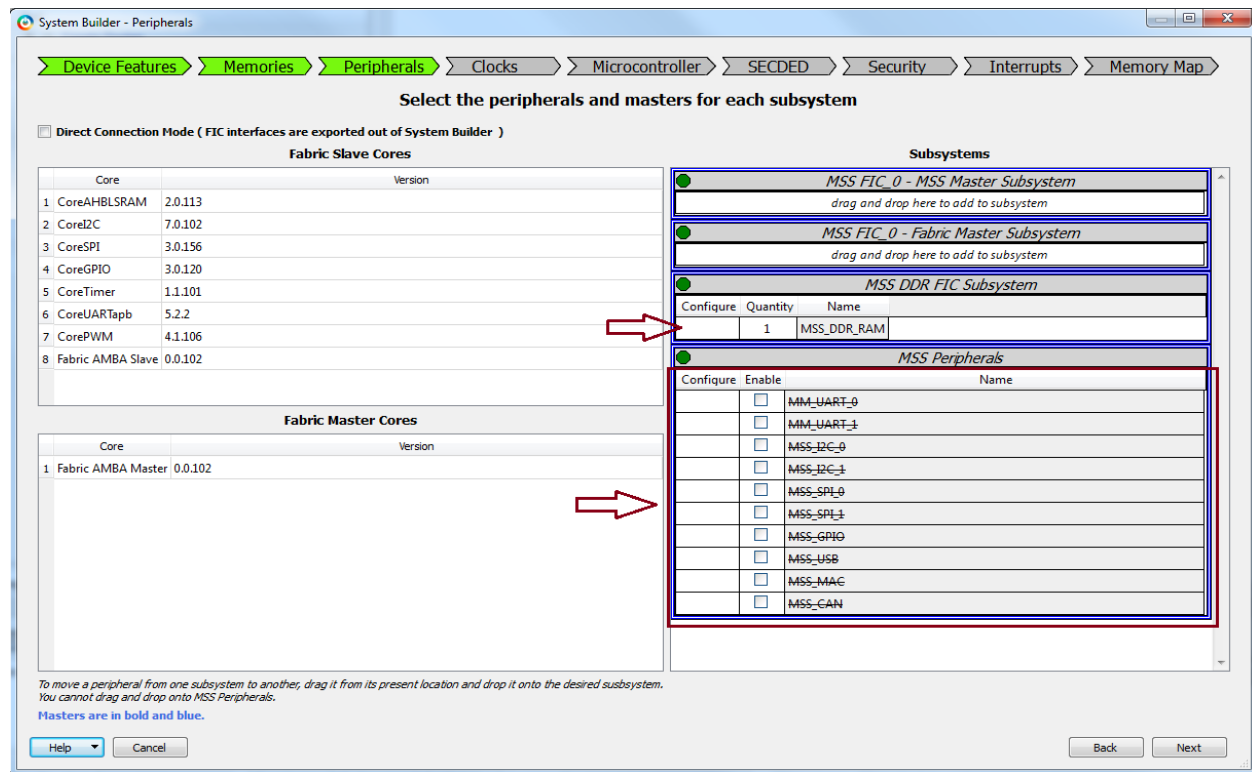 System Builder - Peripherals
Device Features Memories Peripherals Clocks Microcontroller SECDED Security Interrupts Memory Map
Select the peripherals and masters for each subsystem
Direct Connection Mode ( FIC interfaces are exported out of System Builder )
Fabric Slave Cores
Core Version
1 CoreAHBLSRAM 2.0.113
2 CoreI2C 7.0.102
3 CoreSPI 3.0.156
4 CoreGPIO 3.0.120
5 CoreTimer 1.1.101
6 CoreUARTapb 5.2.2
7 CorePWM 4.1.106
8 Fabric AMBA Slave 0.0.102
Fabric Master Cores
Core Version
1 Fabric AMBA Master 0.0.102
Subsystems
MSS FIC_0 - MSS Master Subsystem
drag and drop here to add to subsystem
MSS FIC_0 - Fabric Master Subsystem
drag and drop here to add to subsystem
MSS DDR FIC Subsystem
Configure Quantity Name
1 MSS_DDR_RAM
MSS Peripherals
Configure Enable Name
MM_UART_0
MM_UART_1
MSS_I2C_0
MSS_I2C_1
MSS_SPI_0
MSS_SPI_1
MSS_GPIO
MSS_USB
MSS_MAC
MSS_CAN
To move a peripheral from one subsystem to another, drag it from its present location and drop it onto the desired susbsystem.
You cannot drag and drop onto MSS Peripherals.
Masters are in bold and blue.
Help Cancel Back Next